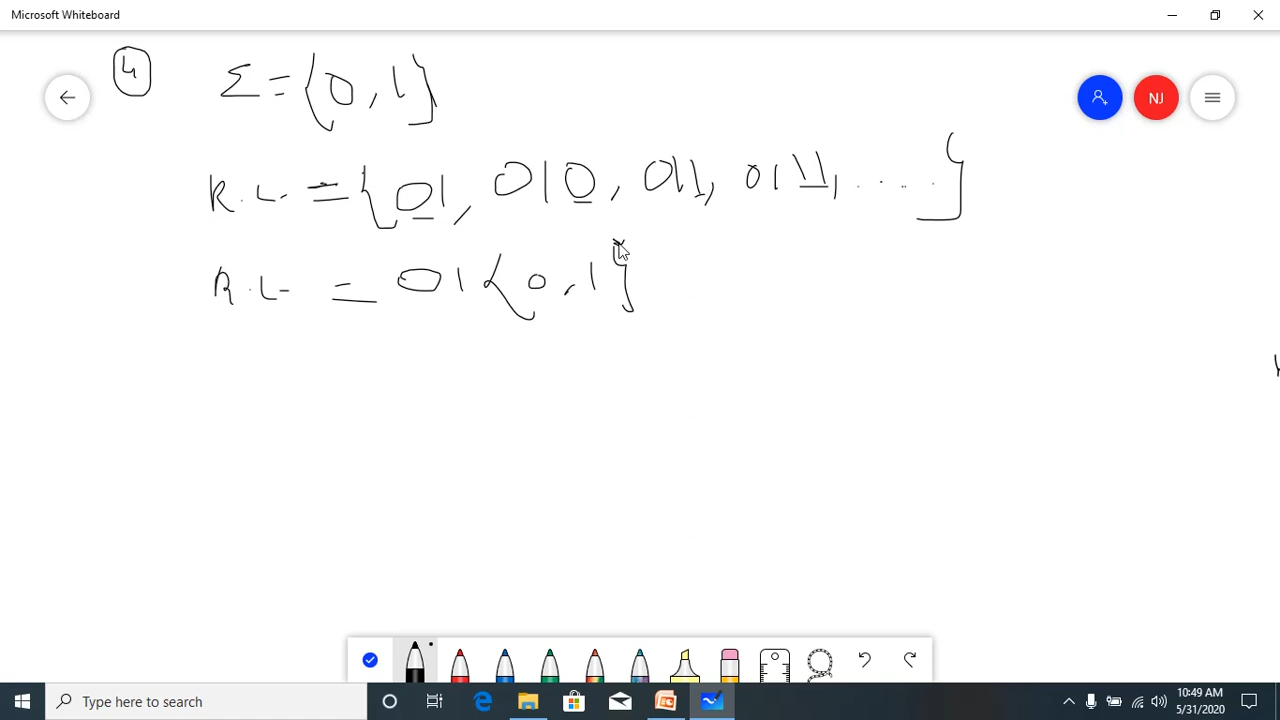 Microsoft Whiteboard
4 Σ = {0, 1}
NJ
R.L. = {01, 010, 011, 0111, .....}
R.L = 01{0, 1}*
Type here to search
10:49 AM
5/31/2020